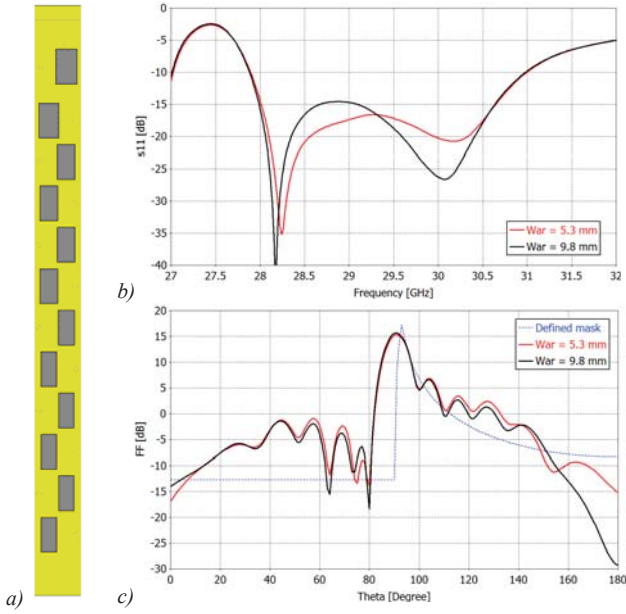 a)
b)
0
-5
-10
-15
-20
-25
-30
-35
-40
s11 [dB]
27 27.5 28 28.5 29 29.5 30 30.5 31 31.5 32
Frequency [GHz]
War = 5.3 mm
War = 9.8 mm
c)
20
15
10
5
0
-5
-10
-15
-20
-25
-30
FF [dB]
0 20 40 60 80 100 120 140 160 180
Theta [Degree]
Defined mask
War = 5.3 mm
War = 9.8 mm